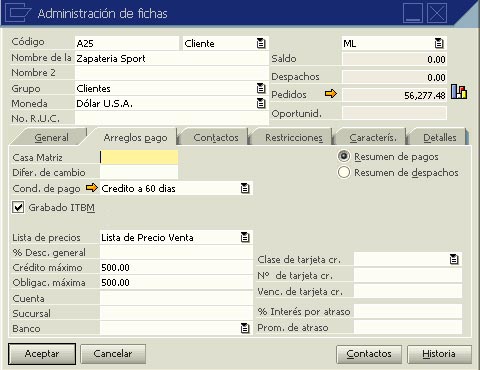 Administración de fichas
Código A25 Cliente ML
Nombre de la Zapateria Sport Saldo 0.00
Nombre 2 Despachos 0.00
Grupo Clientes Pedidos 56,277.48
Moneda Dólar U.S.A. Oportunid.
No. R.U.C.
General Arreglos pago Contactos Restricciones Caracterís. Detalles
Casa Matriz Resumen de pagos
Difer. de cambio Resumen de despachos
Cond. de pago Credito a 60 dias
Grabado ITBM
Lista de precios Lista de Precio Venta
% Desc. general Clase de tarjeta cr.
Crédito máximo 500.00 Nº de tarjeta cr.
Obligac. máxima 500.00 Venc. de tarjeta cr.
Cuenta
Sucursal % Interés por atraso
Banco Prom. de atraso
Aceptar Cancelar Contactos Historia